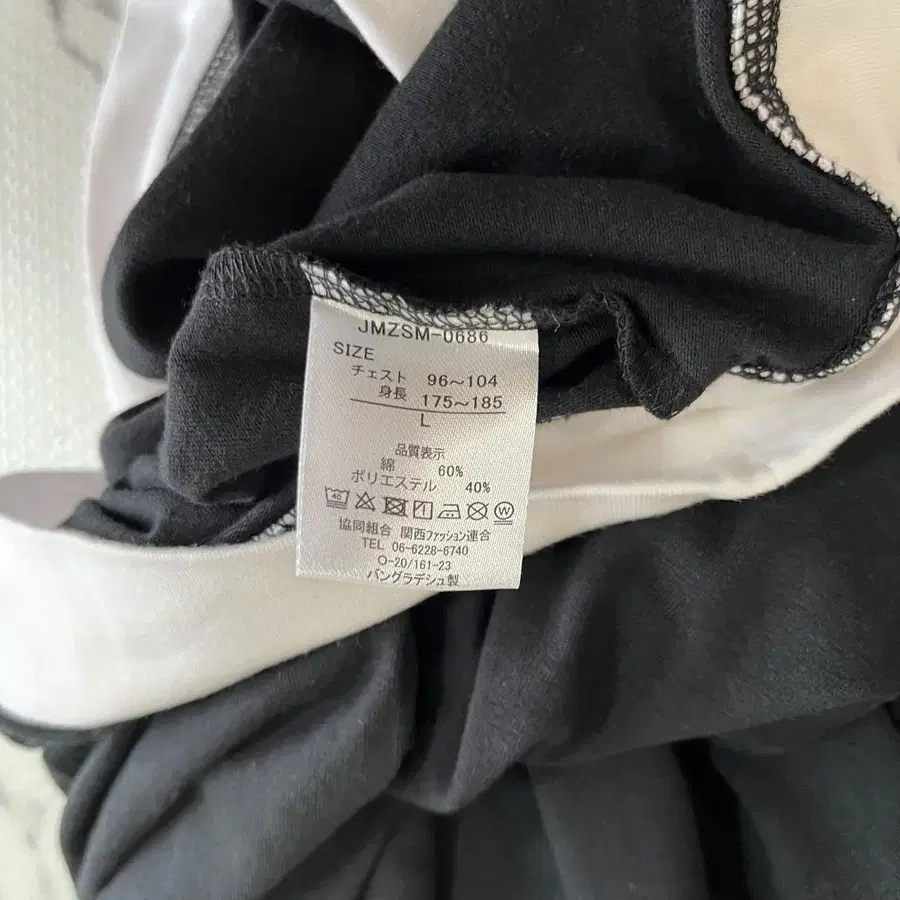 JMZSM-0686
SIZE
チェスト 96～104
身長 175～185
L
品質表示
綿 60%
ポリエステル 40%
40 W
協同組合 関西ファッション連合
TEL 06-6228-6740
O-20/161-23
バングラデシュ製